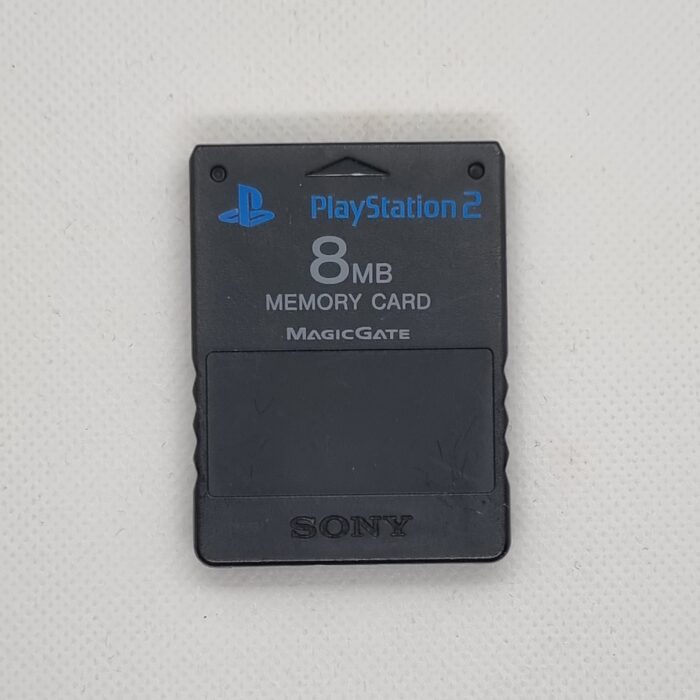 PlayStation 2
8MB
MEMORY CARD
MAGICGATE
SONY